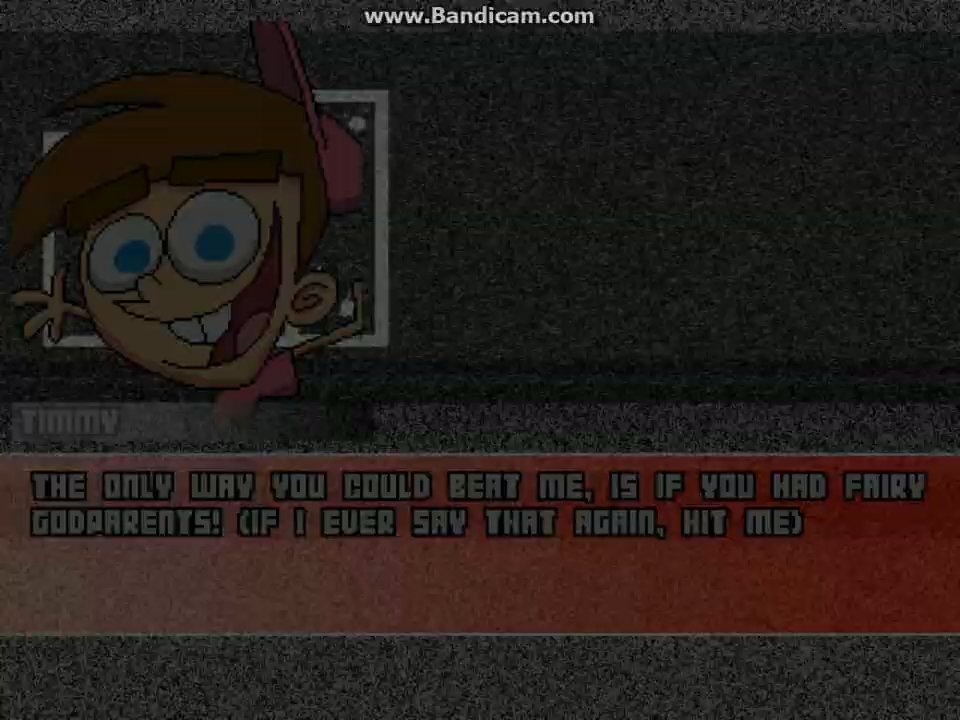 www.Bandicam.com
TIMMY
THE ONLY WAY YOU COULD BEAT ME, IS IF YOU HAD FAIRY
GODPARENTS! (IF I EVER SAY THAT AGAIN, HIT ME)